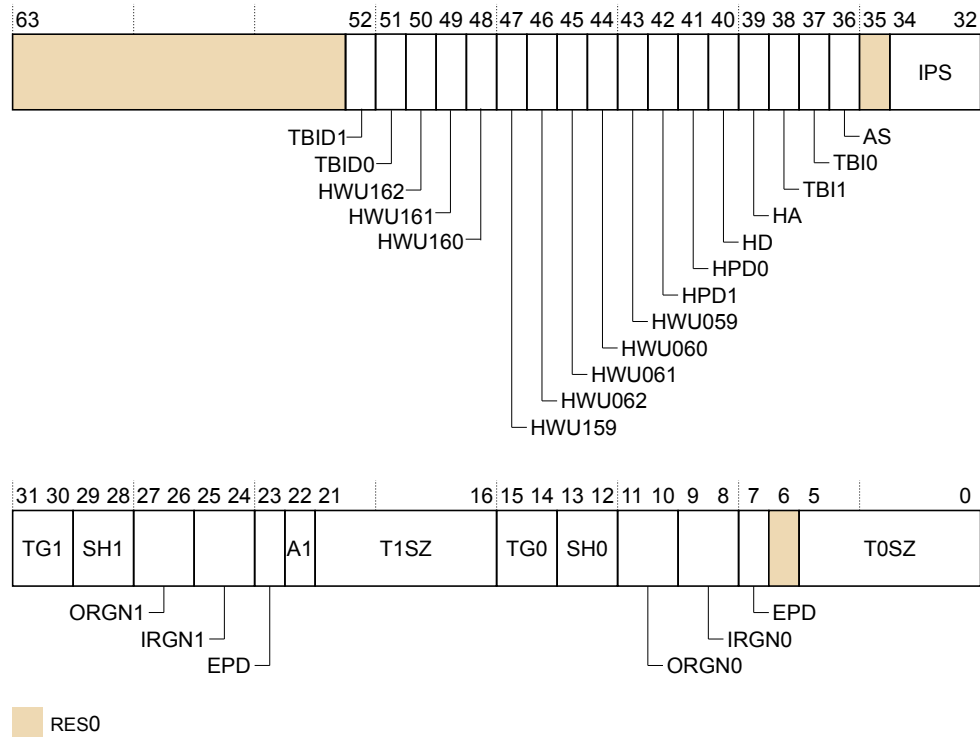 63 52 51 50 49 48 47 46 45 44 43 42 41 40 39 38 37 36 35 34 32
IPS
TBID1 AS
TBID0 TBI0
HWU162 TBI1
HWU161 HA
HWU160 HD
HPD0
HPD1
HWU059
HWU060
HWU061
HWU062
HWU159
31 30 29 28 27 26 25 24 23 22 21 16 15 14 13 12 11 10 9 8 7 6 5 0
TG1 SH1 A1 T1SZ TG0 SH0 T0SZ
ORGN1 EPD
IRGN1 IRGN0
EPD ORGN0
RES0